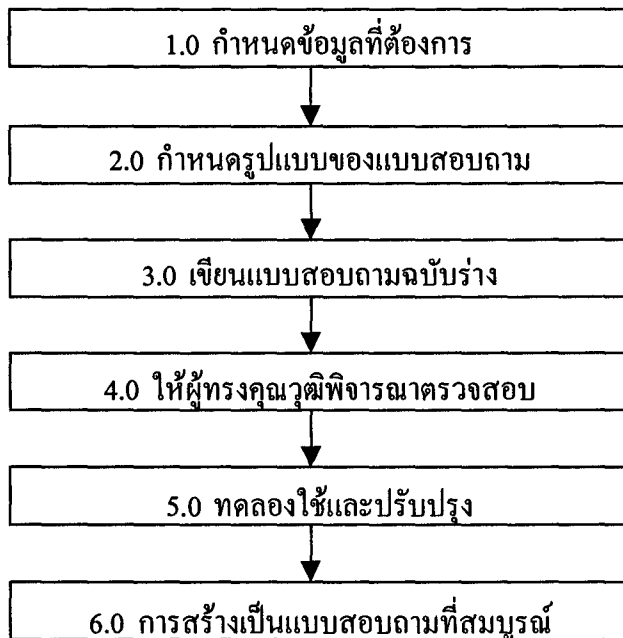 1.0 กำหนดข้อมูลที่ต้องการ
2.0 กำหนดรูปแบบของแบบสอบถาม
3.0 เขียนแบบสอบถามฉบับร่าง
4.0 ให้ผู้ทรงคุณวุฒิพิจารณาตรวจสอบ
5.0 ทดลองใช้และปรับปรุง
6.0 การสร้างเป็นแบบสอบถามที่สมบูรณ์